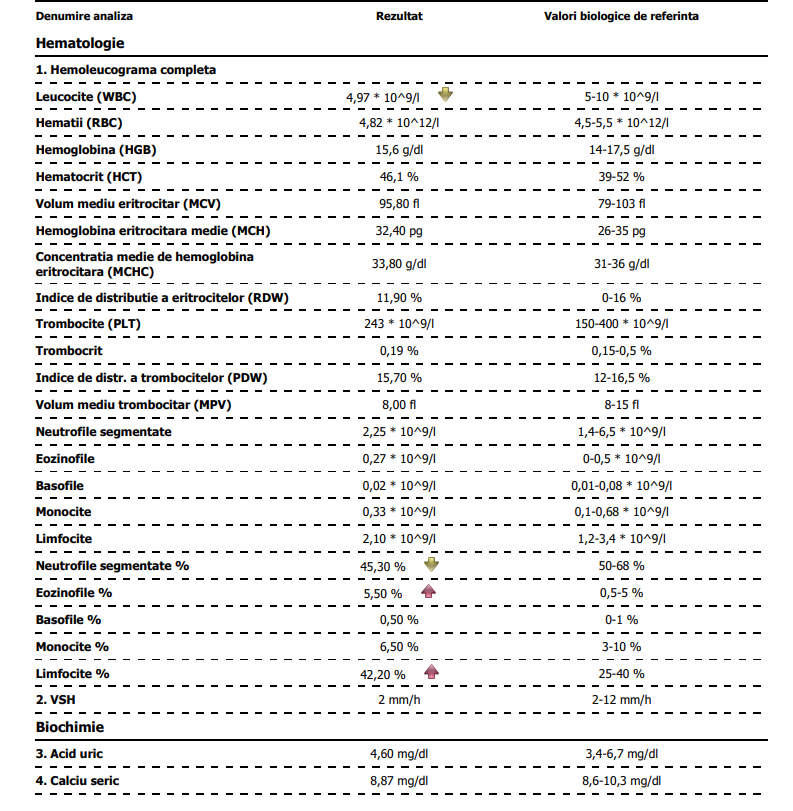 Denumire analiza Rezultat Valori biologice de referinta
Hematologie
1. Hemoleucograma completa
Leucocite (WBC) 4,97 * 10^9/l 5-10 * 10^9/l
Hematii (RBC) 4,82 * 10^12/l 4,5-5,5 * 10^12/l
Hemoglobina (HGB) 15,6 g/dl 14-17,5 g/dl
Hematocrit (HCT) 46,1 % 39-52 %
Volum mediu eritrocitar (MCV) 95,80 fl 79-103 fl
Hemoglobina eritrocitara medie (MCH) 32,40 pg 26-35 pg
Concentratia medie de hemoglobina
eritrocitara (MCHC) 33,80 g/dl 31-36 g/dl
Indice de distributie a eritrocitelor (RDW) 11,90 % 0-16 %
Trombocite (PLT) 243 * 10^9/l 150-400 * 10^9/l
Trombocrit 0,19 % 0,15-0,5 %
Indice de distr. a trombocitelor (PDW) 15,70 % 12-16,5 %
Volum mediu trombocitar (MPV) 8,00 fl 8-15 fl
Neutrofile segmentate 2,25 * 10^9/l 1,4-6,5 * 10^9/l
Eozinofile 0,27 * 10^9/l 0-0,5 * 10^9/l
Basofile 0,02 * 10^9/l 0,01-0,08 * 10^9/l
Monocite 0,33 * 10^9/l 0,1-0,68 * 10^9/l
Limfocite 2,10 * 10^9/l 1,2-3,4 * 10^9/l
Neutrofile segmentate % 45,30 % 50-68 %
Eozinofile % 5,50 % 0,5-5 %
Basofile % 0,50 % 0-1 %
Monocite % 6,50 % 3-10 %
Limfocite % 42,20 % 25-40 %
2. VSH 2 mm/h 2-12 mm/h
Biochimie
3. Acid uric 4,60 mg/dl 3,4-6,7 mg/dl
4. Calciu seric 8,87 mg/dl 8,6-10,3 mg/dl